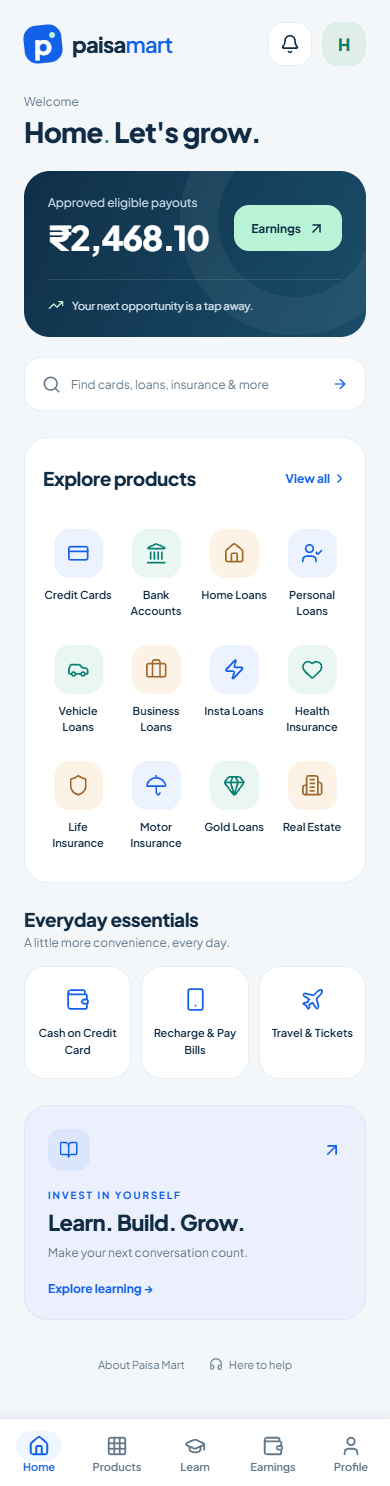 paisamart
H
Welcome
Home. Let's grow.
Approved eligible payouts
₹2,468.10
Earnings
Your next opportunity is a tap away.
Find cards, loans, insurance & more
Explore products
View all
Credit Cards
Bank
Accounts
Home Loans
Personal
Loans
Vehicle
Loans
Business
Loans
Insta Loans
Health
Insurance
Life
Insurance
Motor
Insurance
Gold Loans
Real Estate
Everyday essentials
A little more convenience, every day.
Cash on Credit
Card
Recharge & Pay
Bills
Travel & Tickets
INVEST IN YOURSELF
Learn. Build. Grow.
Make your next conversation count.
Explore learning →
About Paisa Mart
Here to help
Home
Products
Learn
Earnings
Profile